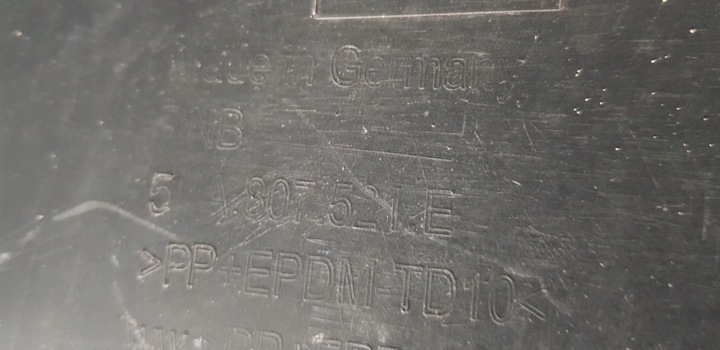 Made in Germany
5 .807.521.E
>PP+EPDM-TD10<